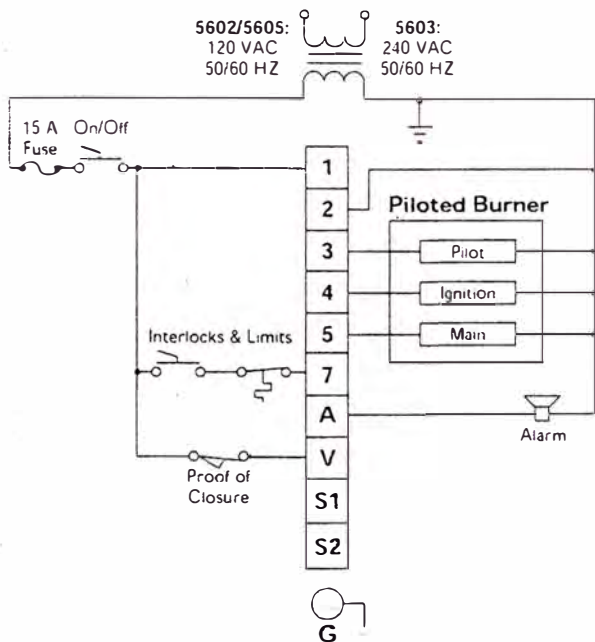 5602/5605:
120 VAC
50/60 HZ
5603:
240 VAC
50/60 HZ
15 A
Fuse
On/Off
1
2
Piloted Burner
3
Pilot
4
Ignition
5
Main
Interlocks & Limits
7
A
Alarm
V
Proof of
Closure
S1
S2
G